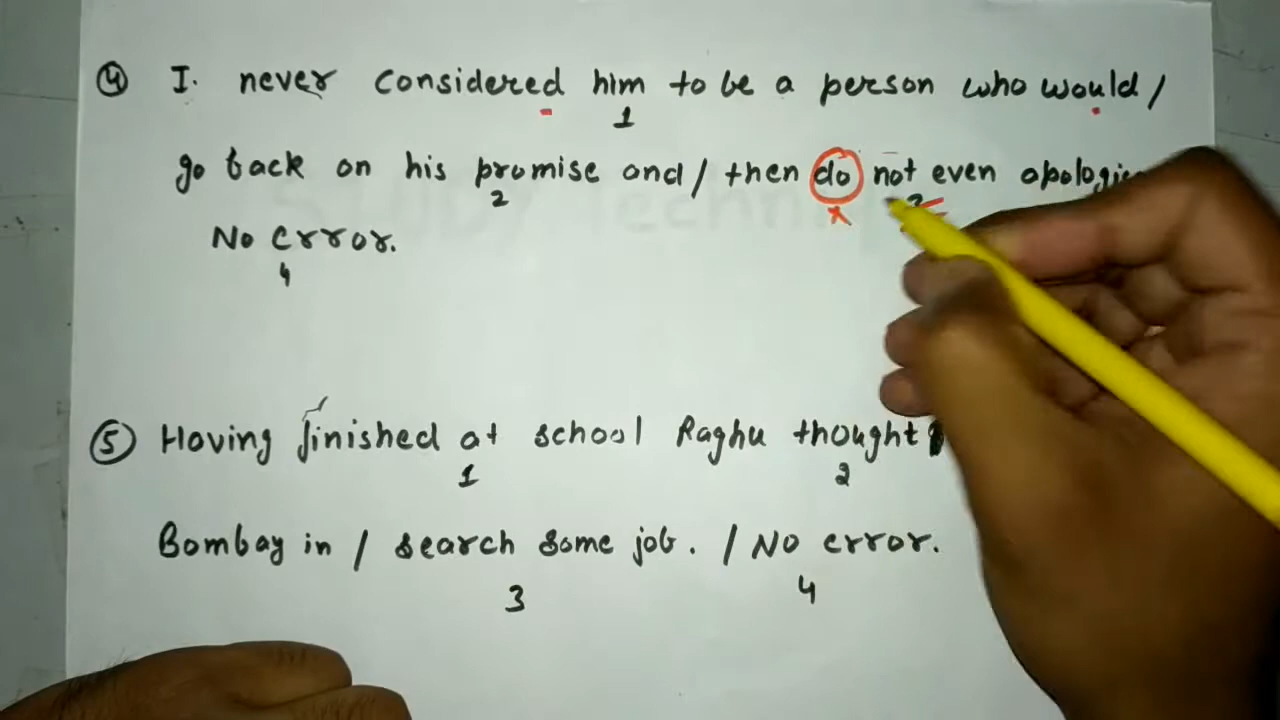 ④ I. never considered him to be a person who would /
1
go back on his promise and / then do not even
2
No error.
4
⑤ Having finished at school Raghu thought
1 2
Bombay in / search some job. / No error.
3 4